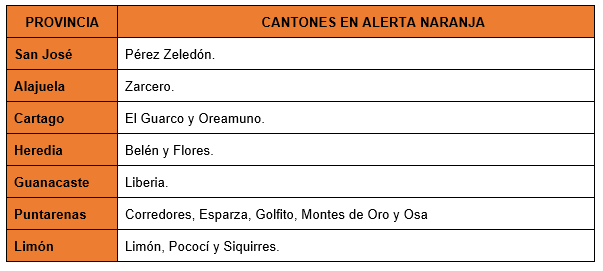 PROVINCIA CANTONES EN ALERTA NARANJA
San José Pérez Zeledón.
Alajuela Zarcero.
Cartago El Guarco y Oreamuno.
Heredia Belén y Flores.
Guanacaste Liberia.
Puntarenas Corredores, Esparza, Golfito, Montes de Oro y Osa
Limón Limón, Pococí y Siquirres.